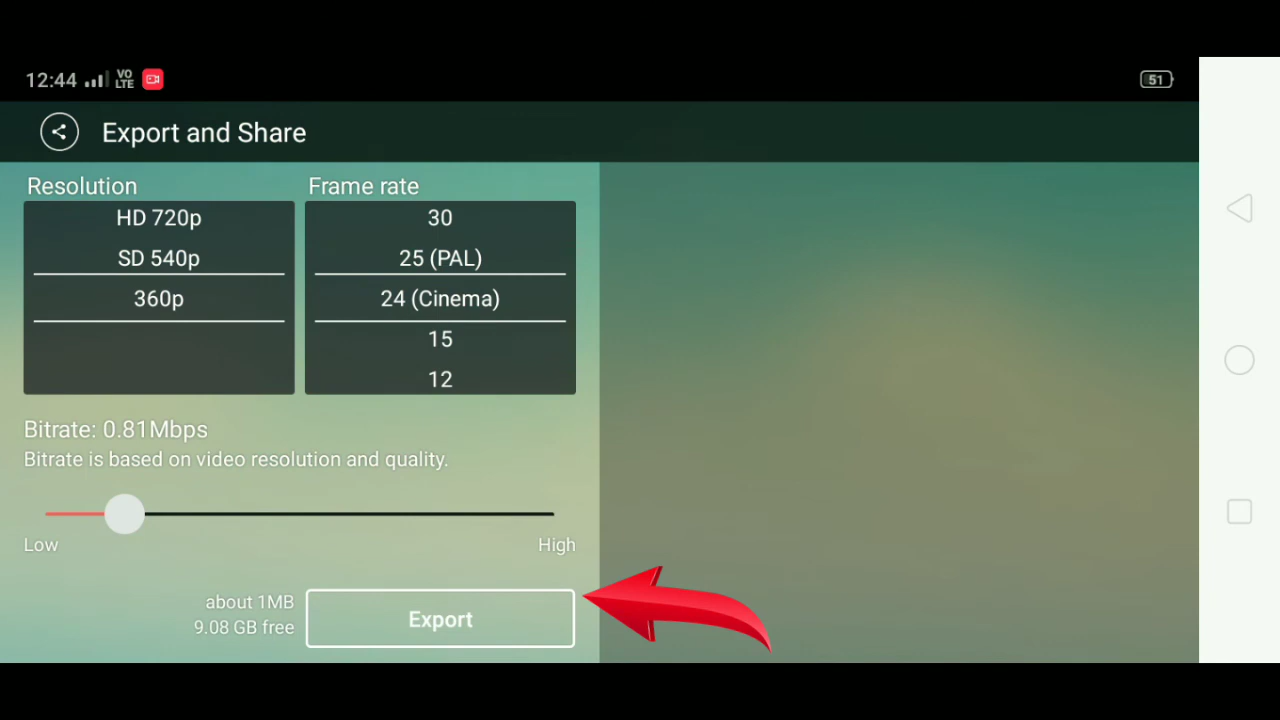 12:44 VO LTE 51
Export and Share
Resolution
Frame rate
HD 720p
SD 540p
360p
30
25 (PAL)
24 (Cinema)
15
12
Bitrate: 0.81Mbps
Bitrate is based on video resolution and quality.
Low
High
about 1MB
9.08 GB free
Export